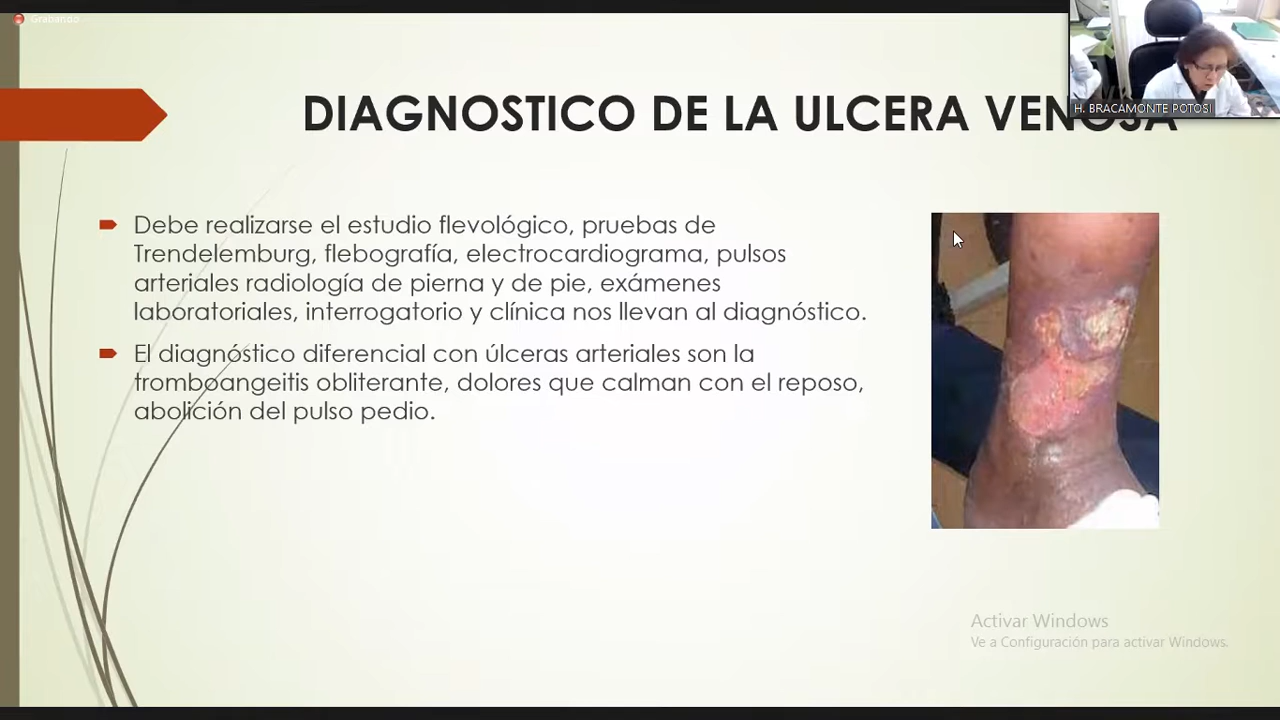 Grabando
H. BRACAMONTE POTOSI
DIAGNOSTICO DE LA ULCERA VENOSA
Debe realizarse el estudio flevológico, pruebas de
Trendelemburg, flebografía, electrocardiograma, pulsos
arteriales radiología de pierna y de pie, exámenes
laboratoriales, interrogatorio y clínica nos llevan al diagnóstico.
El diagnóstico diferencial con úlceras arteriales son la
tromboangeitis obliterante, dolores que calman con el reposo,
abolición del pulso pedio.
Activar Windows
Ve a Configuración para activar Windows.